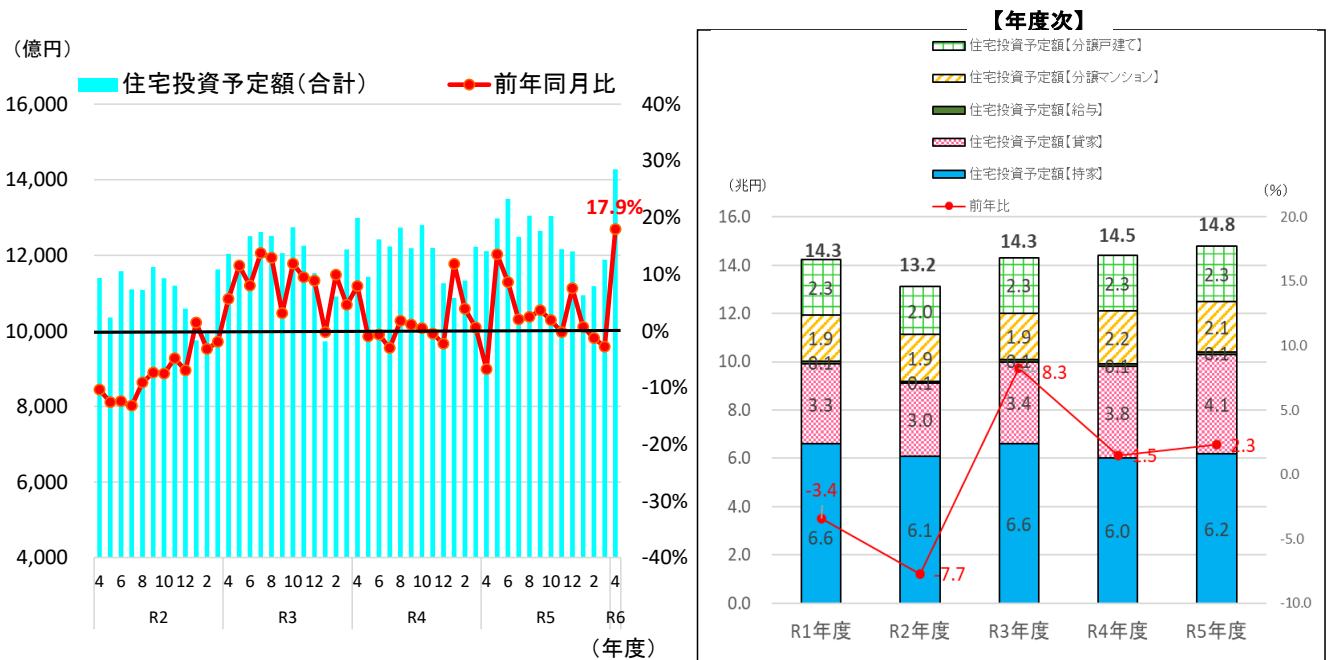 （億円）
住宅投資予定額（合計）
前年同月比
16,000
14,000
12,000
10,000
8,000
6,000
4,000
40%
30%
20%
10%
0%
-10%
-20%
-30%
-40%
17.9%
4 6 8 10 12 2 4 6 8 10 12 2 4 6 8 10 12 2 4 6 8 10 12 2 4
R2 R3 R4 R5 R6
（年度）
【年度次】
住宅投資予定額【分譲戸建て】
住宅投資予定額【分譲マンション】
住宅投資予定額【給与】
住宅投資予定額【貸家】
住宅投資予定額【持家】
前年比
（兆円）
(%)
16.0
14.0
12.0
10.0
8.0
6.0
4.0
2.0
0.0
20.0
15.0
10.0
5.0
0.0
-5.0
-10.0
14.3 13.2 14.3 14.5 14.8
2.3 2.0 2.3 2.3 2.3
1.9 1.9 1.9 2.2 2.1
0.1 0.1 0.1 0.1 0.1
3.3 3.0 3.4 3.8 4.1
6.6 6.1 6.6 6.0 6.2
-3.4 -7.7 8.3 1.5 2.3
R1年度 R2年度 R3年度 R4年度 R5年度